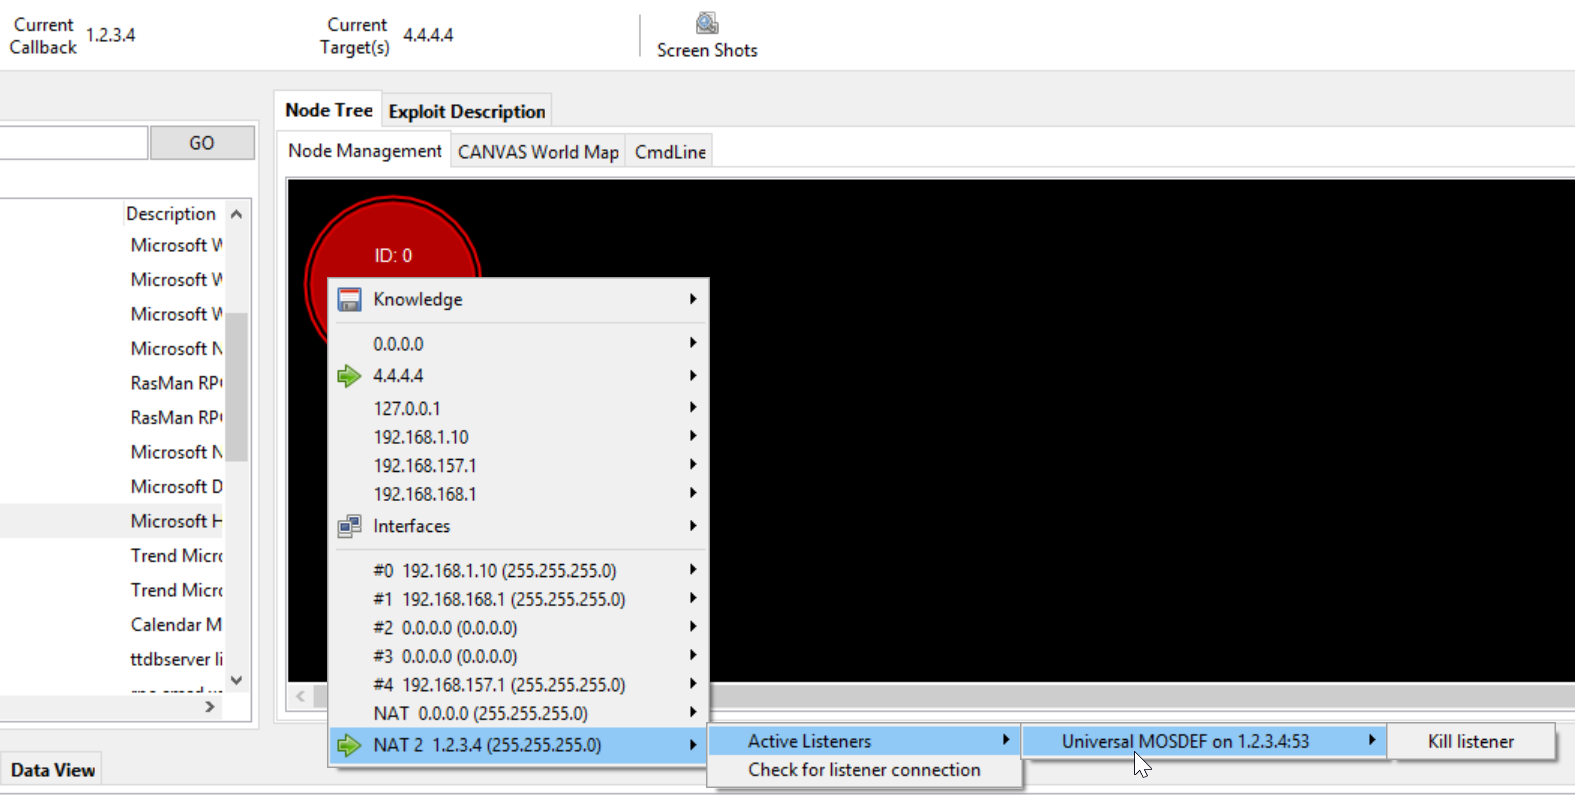 Current
Callback
1.2.3.4
Current
Target(s)
4.4.4.4
Screen Shots
GO
Node Tree
Exploit Description
Node Management
CANVAS World Map
CmdLine
Description
Microsoft
Microsoft
Microsoft
Microsoft
RasMan
RasMan
Microsoft
Microsoft D
Microsoft H
Trend Micro
Trend Micro
Calendar M
ttdbserver li
ID: 0
Knowledge
0.0.0.0
4.4.4.4
127.0.0.1
192.168.1.10
192.168.157.1
192.168.168.1
Interfaces
#0 192.168.1.10 (255.255.255.0)
#1 192.168.168.1 (255.255.255.0)
#2 0.0.0.0 (0.0.0.0)
#3 0.0.0.0 (0.0.0.0)
#4 192.168.157.1 (255.255.255.0)
NAT 0.0.0.0 (255.255.255.0)
NAT 2 1.2.3.4 (255.255.255.0)
Active Listeners
Check for listener connection
Universal MOSDEF on 1.2.3.4:53
Kill listener
Data View